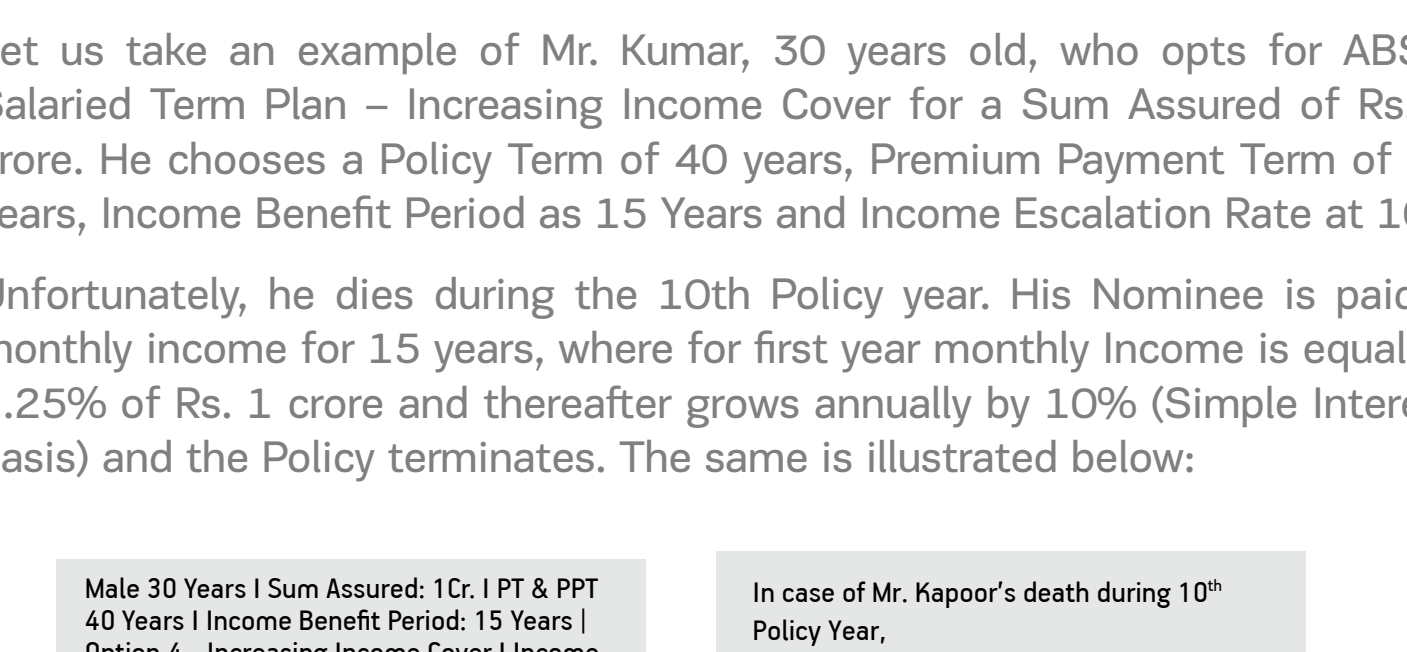 et us take an example of Mr. Kumar, 30 years old, who opts for ABS
Salaried Term Plan – Increasing Income Cover for a Sum Assured of Rs.
rore. He chooses a Policy Term of 40 years, Premium Payment Term of
ears, Income Benefit Period as 15 Years and Income Escalation Rate at 10
Unfortunately, he dies during the 10th Policy year. His Nominee is paid
monthly income for 15 years, where for first year monthly Income is equal
.25% of Rs. 1 crore and thereafter grows annually by 10% (Simple Intere
asis) and the Policy terminates. The same is illustrated below:
Male 30 Years I Sum Assured: 1Cr. I PT & PPT
40 Years I Income Benefit Period: 15 Years |
Option 4 - Increasing Income Cover I Income
In case of Mr. Kapoor's death during 10th
Policy Year,